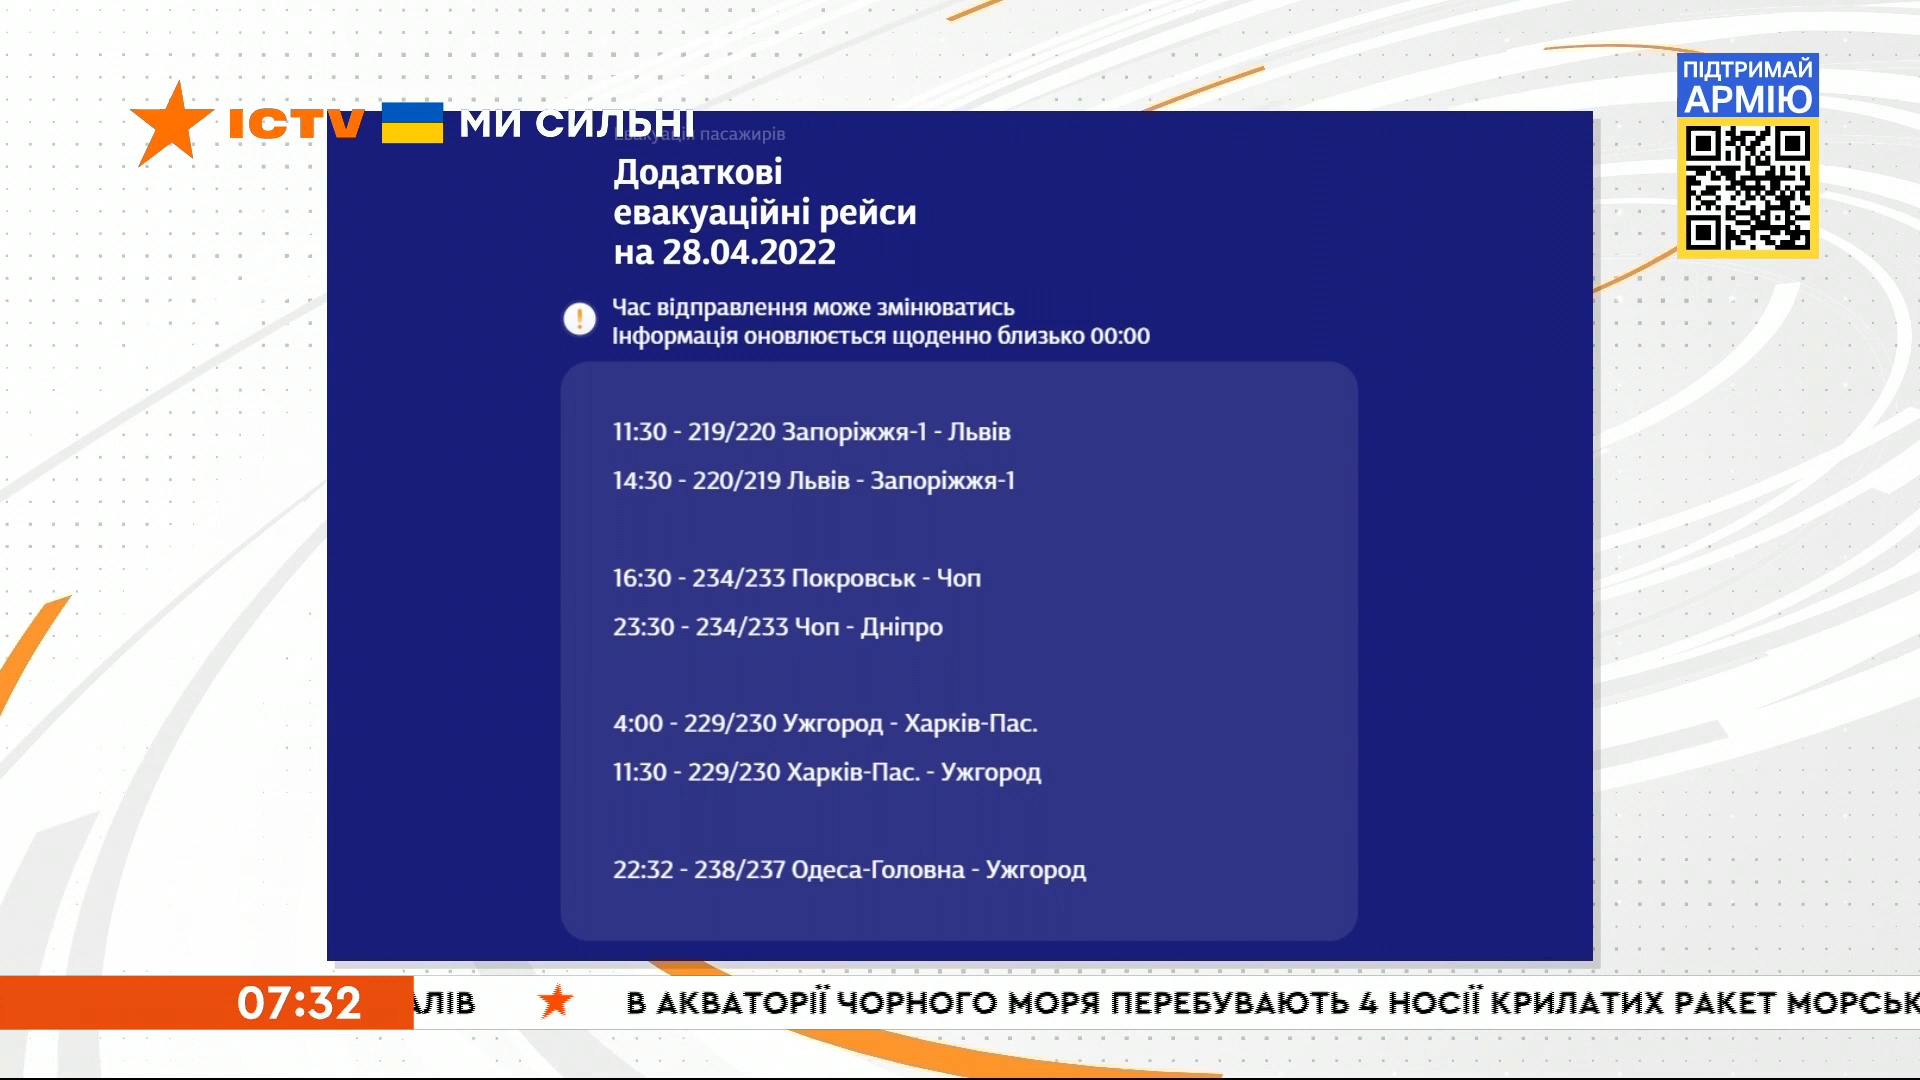 ICTV МИ СИЛЬНІ
ПІДТРИМАЙ
АРМІЮ
Евакуація пасажирів
Додаткові
евакуаційні рейси
на 28.04.2022
Час відправлення може змінюватись
Інформація оновлюється щоденно близько 00:00
11:30 - 219/220 Запоріжжя-1 - Львів
14:30 - 220/219 Львів - Запоріжжя-1
16:30 - 234/233 Покровськ - Чоп
23:30 - 234/233 Чоп - Дніпро
4:00 - 229/230 Ужгород - Харків-Пас.
11:30 - 229/230 Харків-Пас. - Ужгород
22:32 - 238/237 Одеса-Головна - Ужгород
07:32 АЛІВ В АКВАТОРІЇ ЧОРНОГО МОРЯ ПЕРЕБУВАЮТЬ 4 НОСІЇ КРИЛАТИХ РАКЕТ МОРСЬК